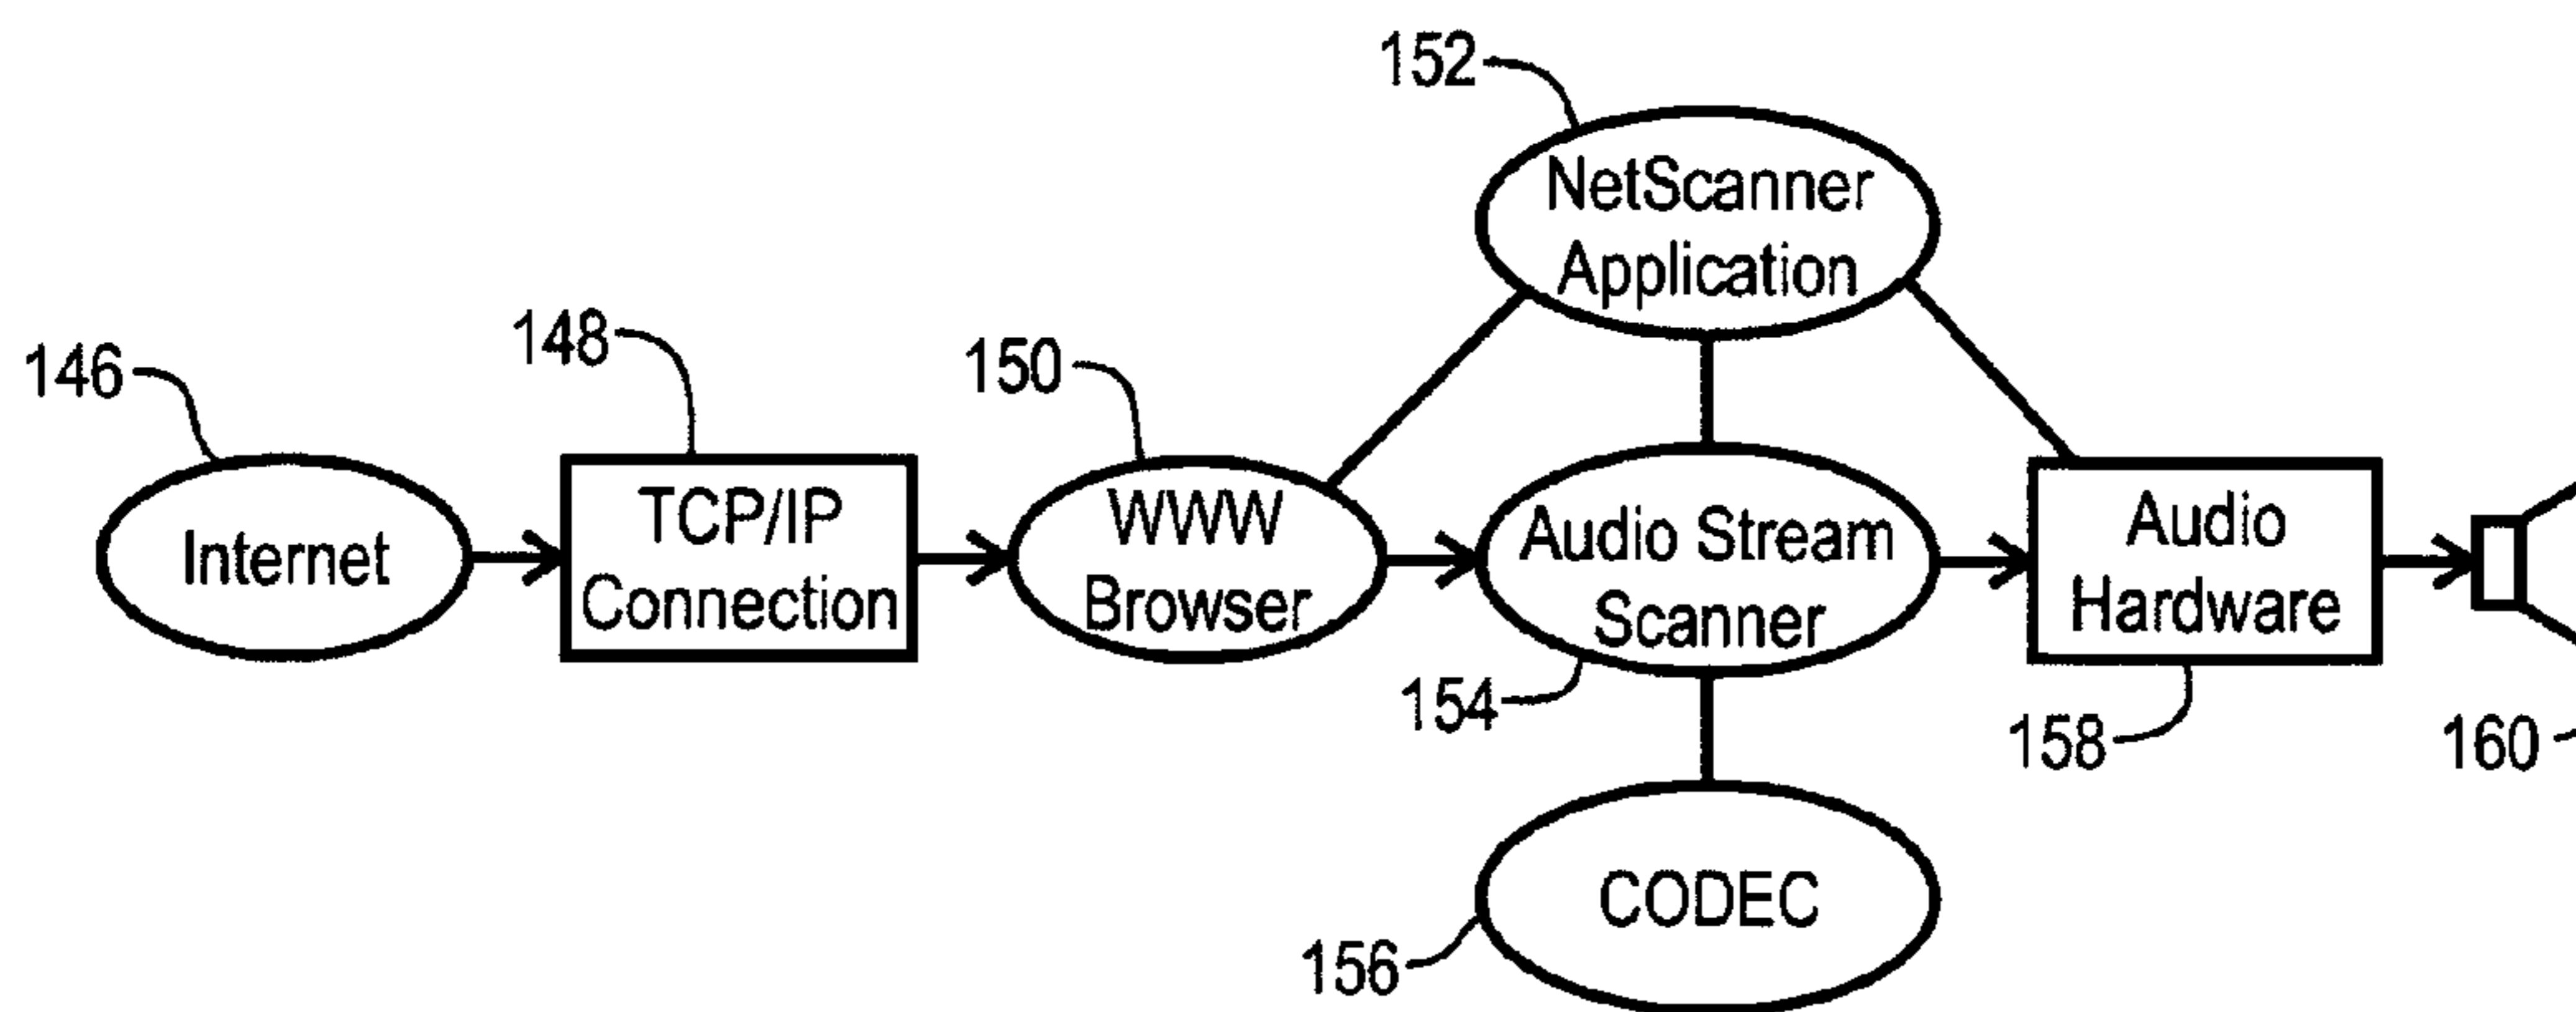 152
NetScanner
Application
146
148
150
Internet
TCP/IP
Connection
WWW
Browser
Audio Stream
Scanner
Audio
Hardware
154
158
160
CODEC
156